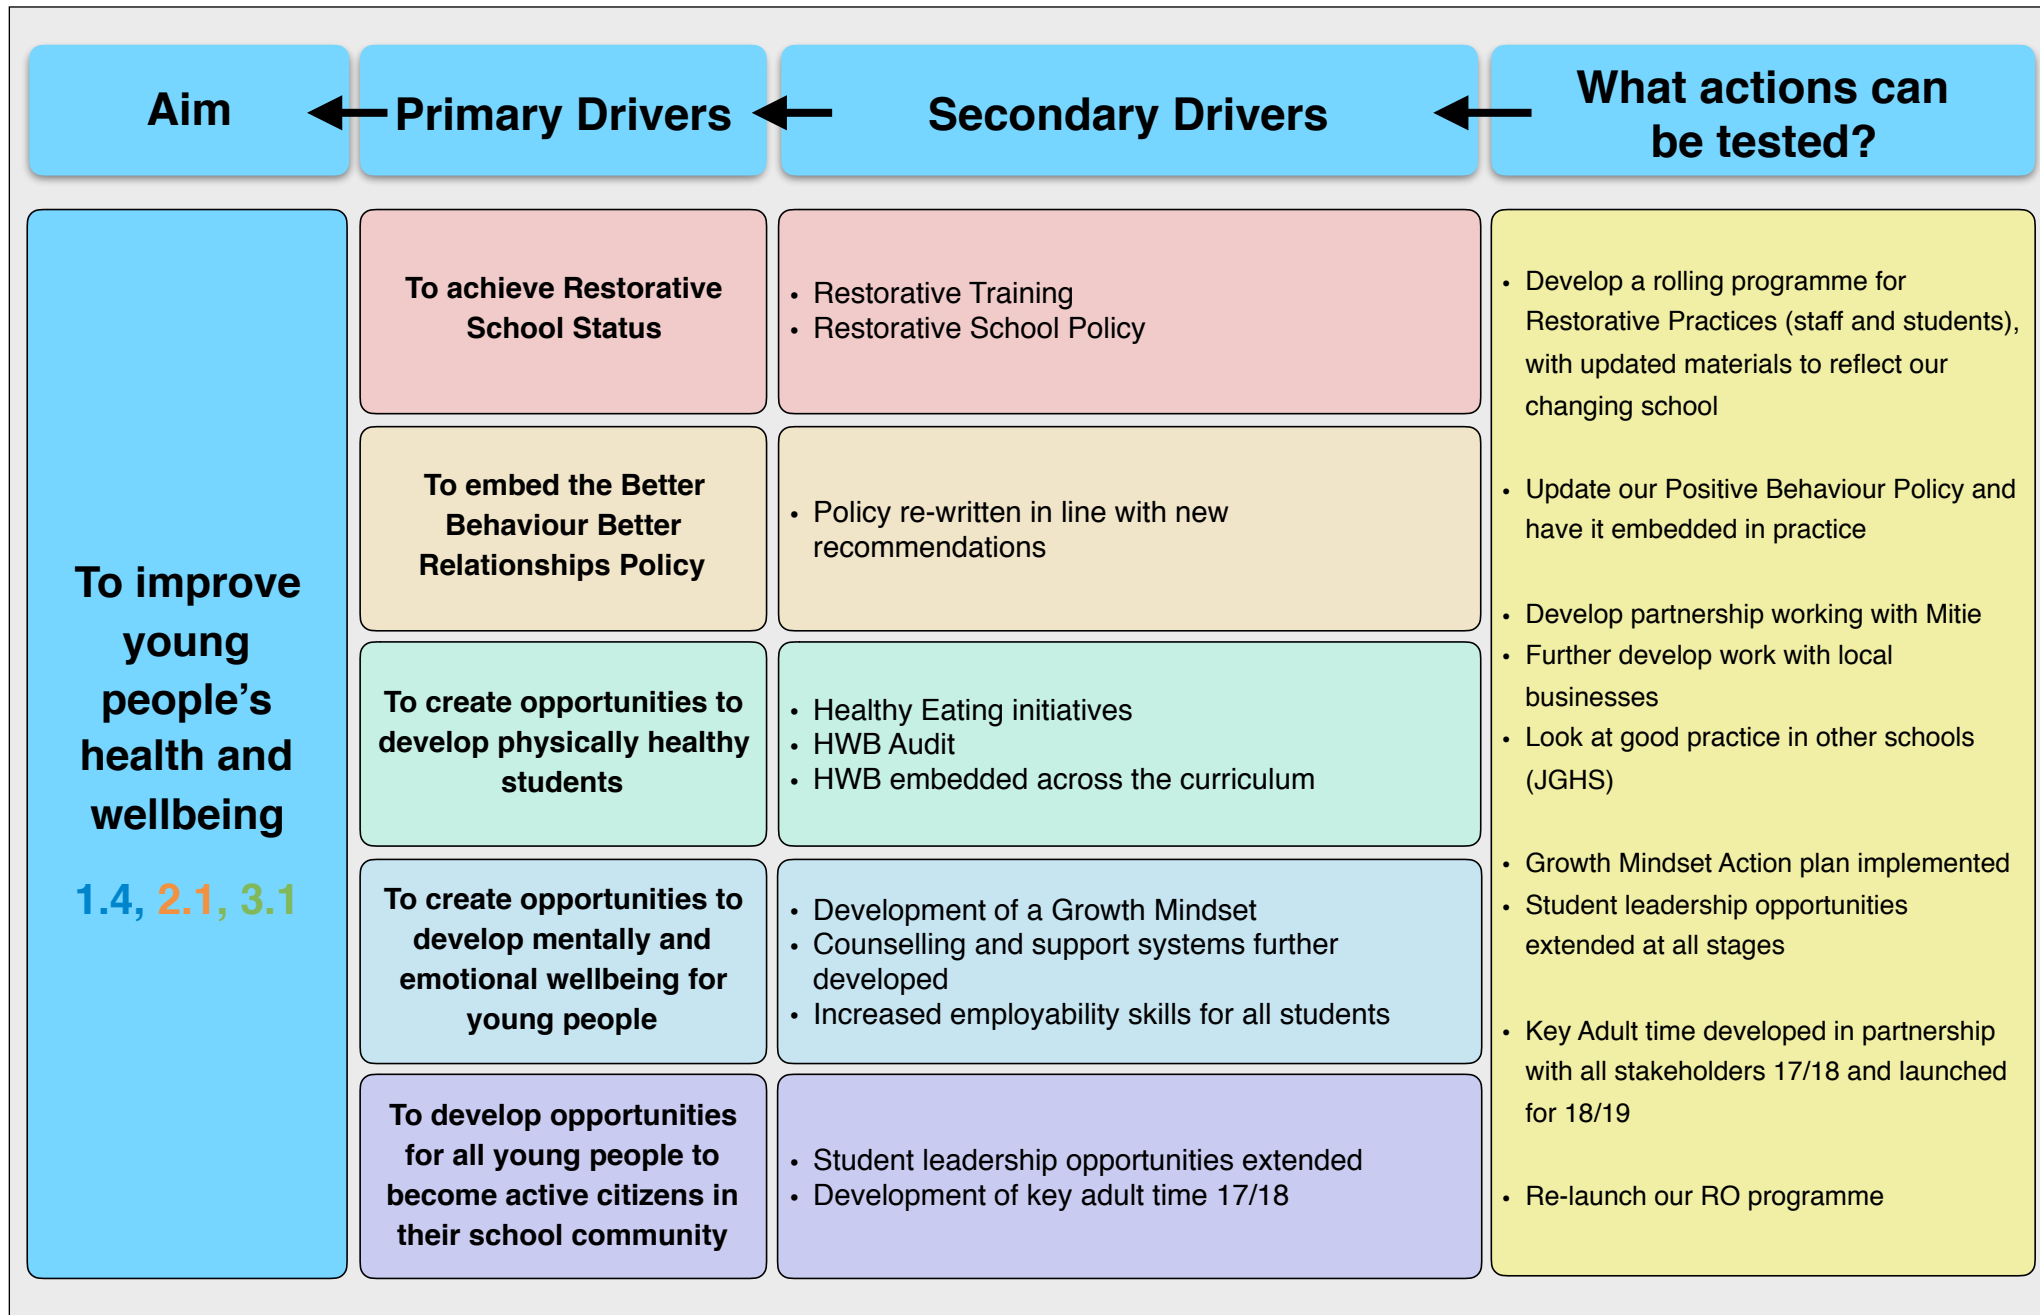 Aim
Primary Drivers
Secondary Drivers
What actions can
be tested?
To improve
young
people’s
health and
wellbeing
1.4, 2.1, 3.1
To achieve Restorative
School Status
• Restorative Training
• Restorative School Policy
To embed the Better
Behaviour Better
Relationships Policy
• Policy re-written in line with new
recommendations
To create opportunities to
develop physically healthy
students
• Healthy Eating initiatives
• HWB Audit
• HWB embedded across the curriculum
To create opportunities to
develop mentally and
emotional wellbeing for
young people
• Development of a Growth Mindset
• Counselling and support systems further
developed
• Increased employability skills for all students
To develop opportunities
for all young people to
become active citizens in
their school community
• Student leadership opportunities extended
• Development of key adult time 17/18
• Develop a rolling programme for
Restorative Practices (staff and students),
with updated materials to reflect our
changing school
• Update our Positive Behaviour Policy and
have it embedded in practice
• Develop partnership working with Mitie
• Further develop work with local
businesses
• Look at good practice in other schools
(JGHS)
• Growth Mindset Action plan implemented
• Student leadership opportunities
extended at all stages
• Key Adult time developed in partnership
with all stakeholders 17/18 and launched
for 18/19
• Re-launch our RO programme